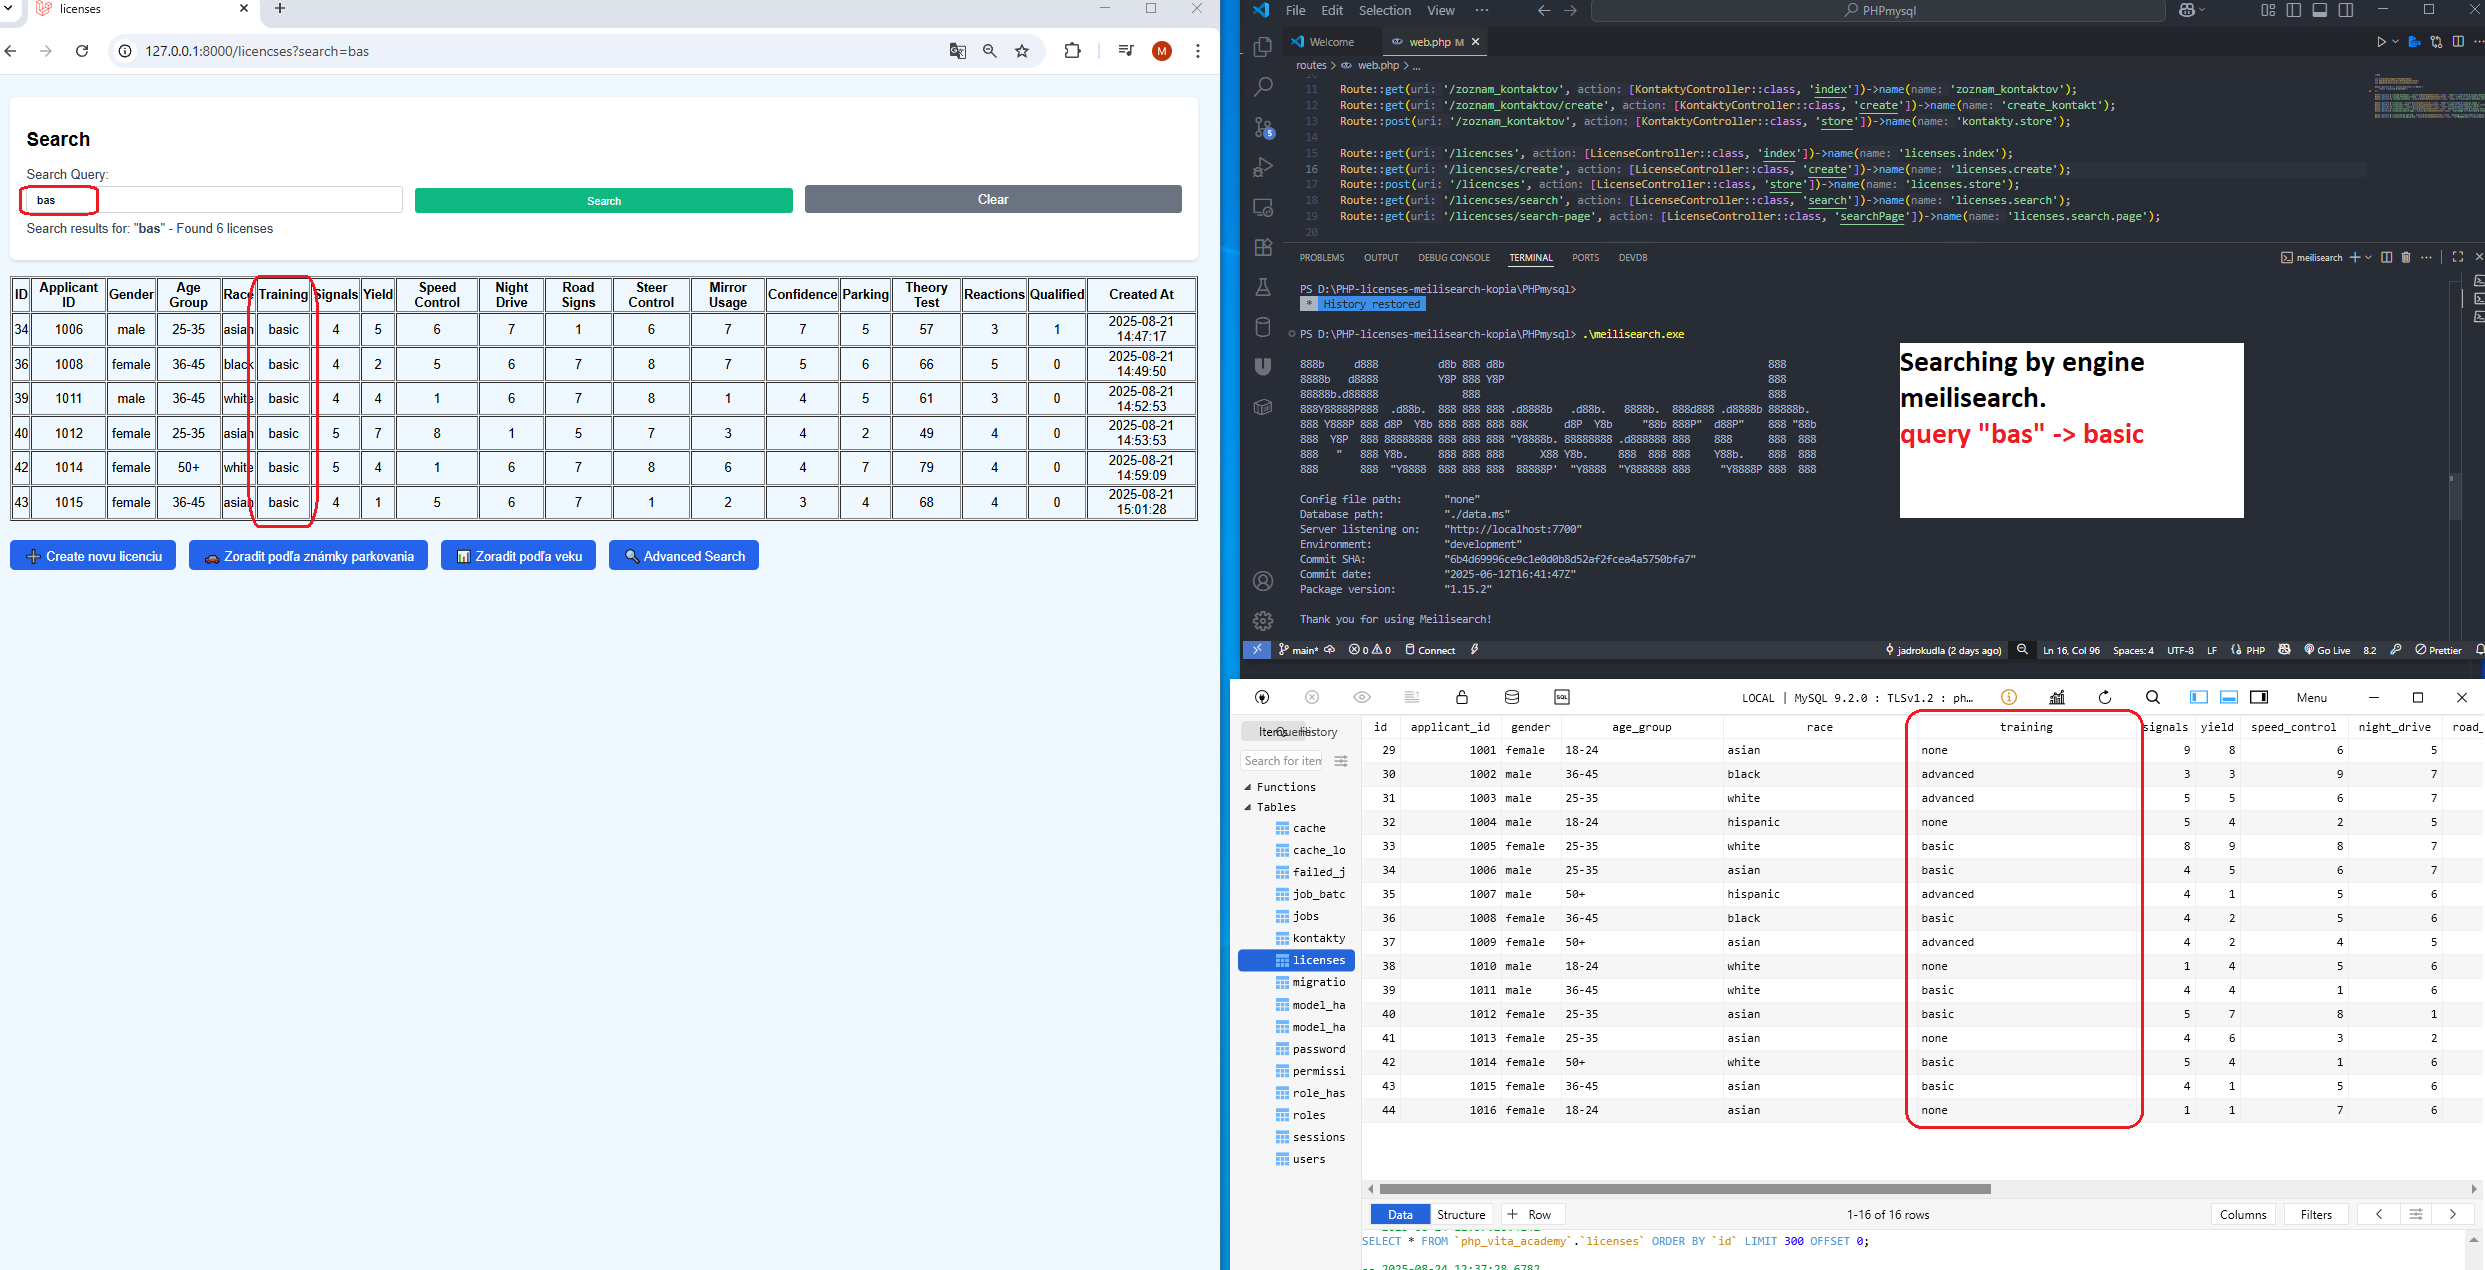 licenses
127.0.0.1:8000/licencses?search=bas
M
Search
Search Query:
bas
Search
Clear
Search results for: "bas" - Found 6 licenses
ID Applicant ID Gender Age Group Race Training Signals Yield Speed Control Night Drive Road Signs Steer Control Mirror Usage Confidence Parking Theory Test Reactions Qualified Created At
34 1006 male 25-35 asian basic 4 5 6 7 1 6 7 7 5 57 3 1 2025-08-21 14:47:17
36 1008 female 36-45 black basic 4 2 5 6 7 8 7 5 6 66 5 0 2025-08-21 14:49:50
39 1011 male 36-45 white basic 4 4 1 6 7 8 1 4 5 61 3 0 2025-08-21 14:52:53
40 1012 female 25-35 asian basic 5 7 8 1 5 7 3 4 2 49 4 0 2025-08-21 14:53:53
42 1014 female 50+ white basic 5 4 1 6 7 8 6 4 7 79 4 0 2025-08-21 14:59:09
43 1015 female 36-45 asian basic 4 1 5 6 7 1 2 3 4 68 4 0 2025-08-21 15:01:28
Create novu licenciu
Zoradit podľa známky parkovania
Zoradit podľa veku
Advanced Search
File Edit Selection View ···
PHPmysql
Welcome
web.php M
routes > web.php > ...
11 Route::get(uri: '/zoznam_kontaktov', action: [KontaktyController::class, 'index'])->name(name: 'zoznam_kontaktov');
12 Route::get(uri: '/zoznam_kontaktov/create', action: [KontaktyController::class, 'create'])->name(name: 'create_kontakt');
13 Route::post(uri: '/zoznam_kontaktov', action: [KontaktyController::class, 'store'])->name(name: 'kontakty.store');
14
15 Route::get(uri: '/licencses', action: [LicenseController::class, 'index'])->name(name: 'licenses.index');
16 Route::get(uri: '/licencses/create', action: [LicenseController::class, 'create'])->name(name: 'licenses.create');
17 Route::post(uri: '/licencses', action: [LicenseController::class, 'store'])->name(name: 'licenses.store');
18 Route::get(uri: '/licencses/search', action: [LicenseController::class, 'search'])->name(name: 'licenses.search');
19 Route::get(uri: '/licencses/search-page', action: [LicenseController::class, 'searchPage'])->name(name: 'licenses.search.page');
20
5
PROBLEMS OUTPUT DEBUG CONSOLE TERMINAL PORTS DEVDB
meilisearch
PS D:\PHP-licenses-meilisearch-kopia\PHPmysql>
* History restored
PS D:\PHP-licenses-meilisearch-kopia\PHPmysql> .\meilisearch.exe
Config file path: "none"
Database path: "./data.ms"
Server listening on: "http://localhost:7700"
Environment: "development"
Commit SHA: "6b4d69996ce9c1e0d0b8d52af2fcea4a5750bfa7"
Commit date: "2025-06-12T16:41:47Z"
Package version: "1.15.2"
Thank you for using Meilisearch!
Searching by engine
meilisearch.
query "bas" -> basic
main* 0 0 Connect
jadrokudla (2 days ago) Ln 16, Col 96 Spaces: 4 UTF-8 LF PHP Go Live 8.2 Prettier
SQL
LOCAL | MySQL 9.2.0 : TLSv1.2 : ph...
Menu
Items Queries History
Search for item
Functions
Tables
cache
cache_lo
failed_j
job_batc
jobs
kontakty
licenses
migratio
model_ha
model_ha
password
permissi
role_has
roles
sessions
users
id applicant_id gender age_group race training signals yield speed_control night_drive road_
29 1001 female 18-24 asian none 9 8 6 5
30 1002 male 36-45 black advanced 3 3 9 7
31 1003 male 25-35 white advanced 5 5 6 7
32 1004 male 18-24 hispanic none 5 4 2 5
33 1005 female 25-35 white basic 8 9 8 7
34 1006 male 25-35 asian basic 4 5 6 7
35 1007 male 50+ hispanic advanced 4 1 5 6
36 1008 female 36-45 black basic 4 2 5 6
37 1009 female 50+ asian advanced 4 2 4 5
38 1010 male 18-24 white none 1 4 5 6
39 1011 male 36-45 white basic 4 4 1 6
40 1012 female 25-35 asian basic 5 7 8 1
41 1013 female 25-35 asian none 4 6 3 2
42 1014 female 50+ white basic 5 4 1 6
43 1015 female 36-45 asian basic 4 1 5 6
44 1016 female 18-24 asian none 1 1 7 6
Data Structure + Row
1-16 of 16 rows
Columns Filters
SELECT * FROM `php_vita_academy`.`licenses` ORDER BY `id` LIMIT 300 OFFSET 0;